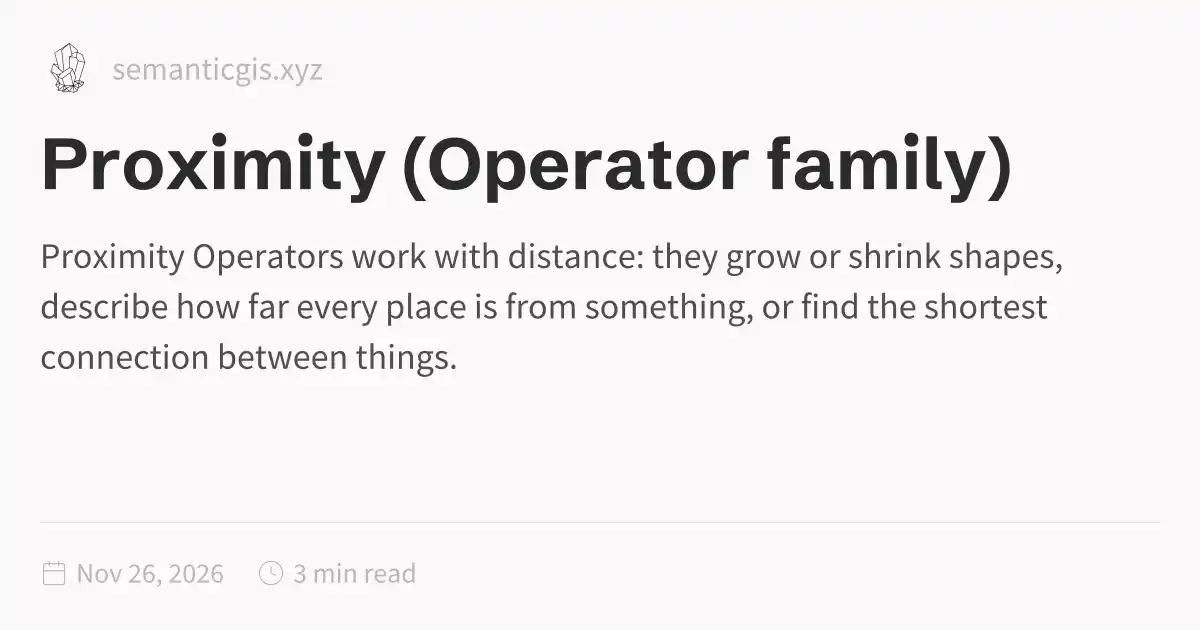 semanticgis.xyz
Proximity (Operator family)
Proximity Operators work with distance: they grow or shrink shapes,
describe how far every place is from something, or find the shortest
connection between things.
Nov 26, 2026 3 min read